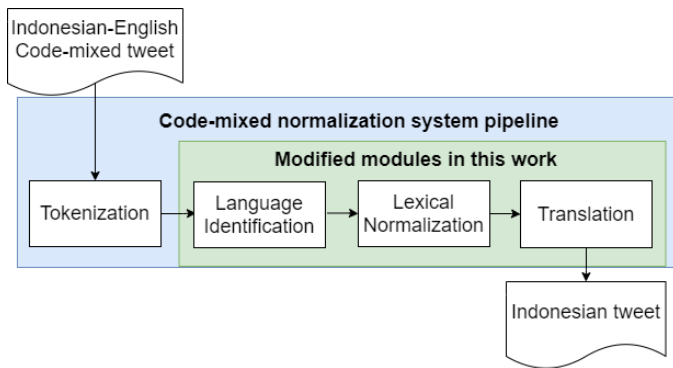 Indonesian-English
Code-mixed tweet
Code-mixed normalization system pipeline
Modified modules in this work
Tokenization
Language
Identification
Lexical
Normalization
Translation
Indonesian tweet